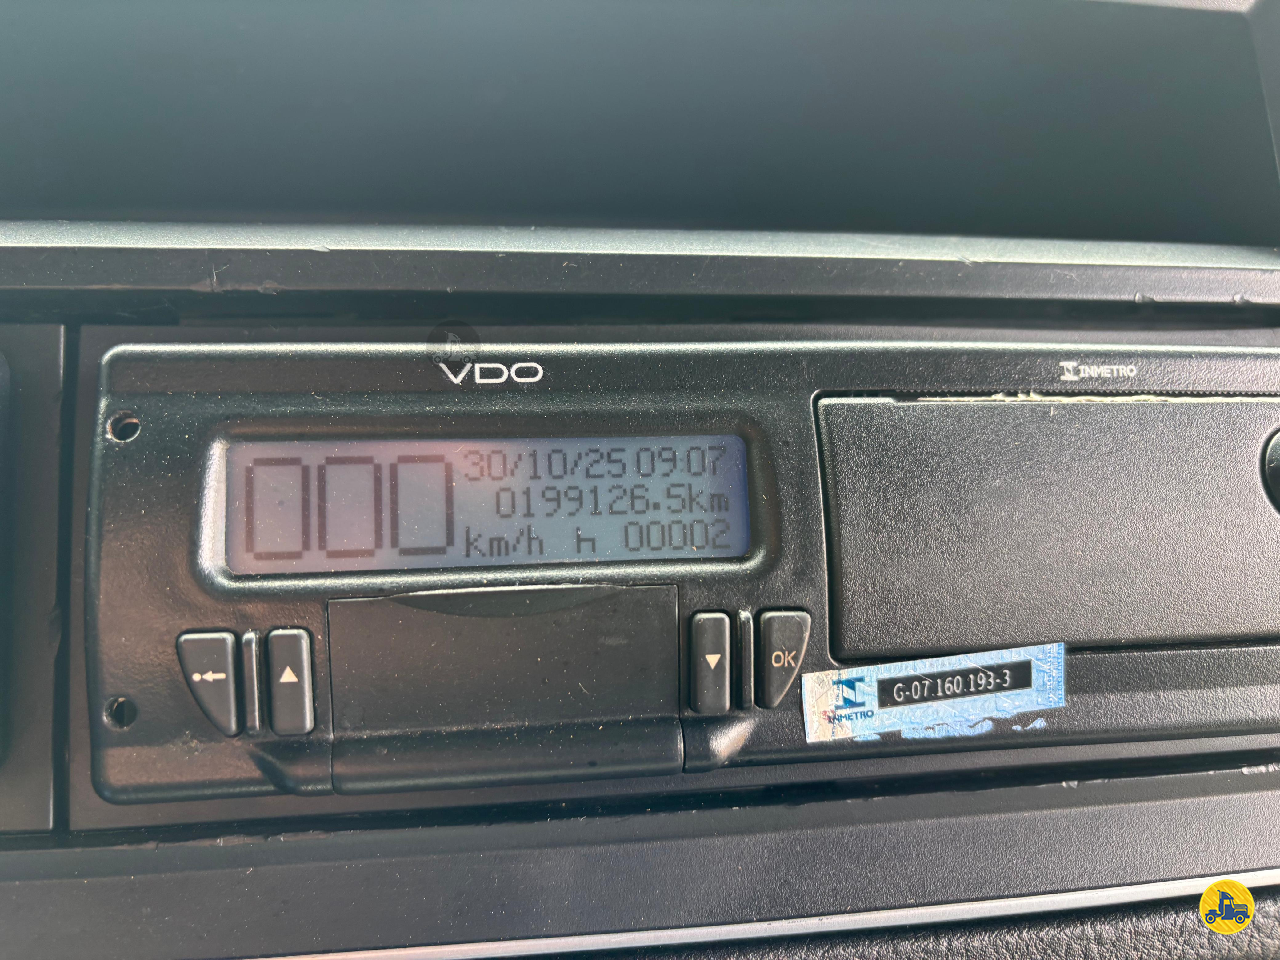 VDO
INMETRO
000
30/10/25 09:07
0199126.5km
km/h h 00002
OK
INMETRO
G-07.160.193-3